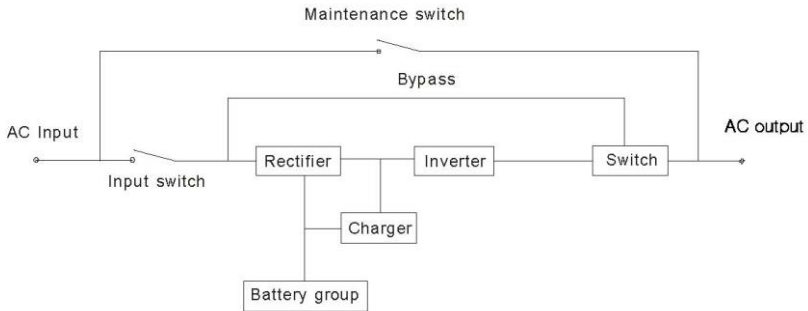 Maintenance switch
Bypass
AC Input
AC output
Rectifier
Inverter
Switch
Input switch
Charger
Battery group